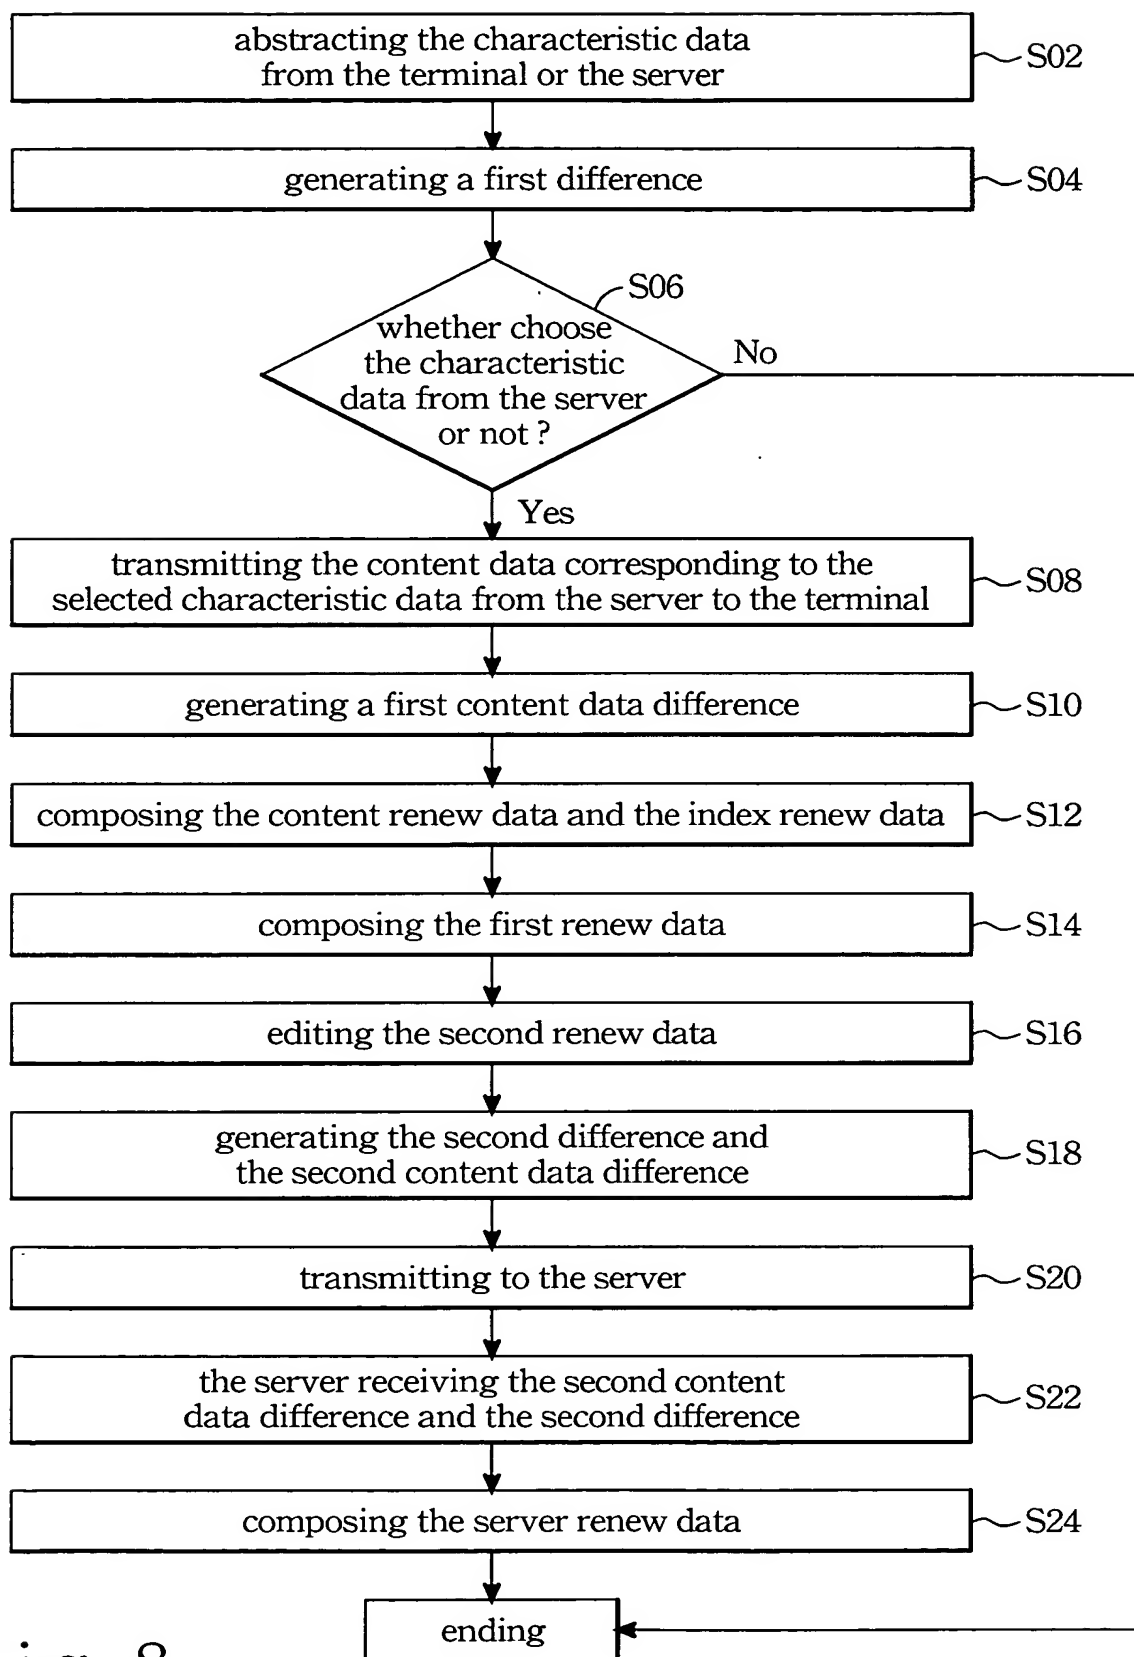 abstracting the characteristic data
from the terminal or the server
S02
generating a first difference
S04
S06
whether choose
the characteristic
data from the server
or not ?
No
Yes
transmitting the content data corresponding to the
selected characteristic data from the server to the terminal
S08
generating a first content data difference
S10
composing the content renew data and the index renew data
S12
composing the first renew data
S14
editing the second renew data
S16
generating the second difference and
the second content data difference
S18
transmitting to the server
S20
the server receiving the second content
data difference and the second difference
S22
composing the server renew data
S24
ending